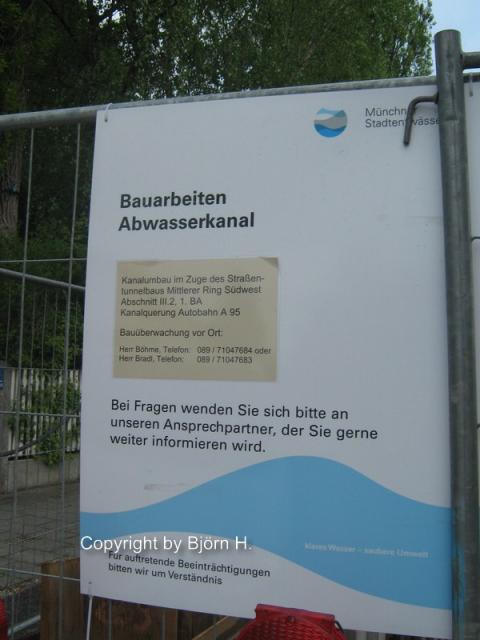 Münchner
Stadtentwässe
Bauarbeiten
Abwasserkanal
Kanalumbau im Zuge des Straßen-
tunnelbaus Mittlerer Ring Südwest
Abschnitt III.2, 1. BA
Kanalquerung Autobahn A 95
Bauüberwachung vor Ort:
Herr Böhme, Telefon: 089 / 71047684 oder
Herr Bradl, Telefon: 089 / 71047683
Bei Fragen wenden Sie sich bitte an
unseren Ansprechpartner, der Sie gerne
weiter informieren wird.
klares Wasser – saubere Umwelt
Copyright by Björn H.
Für auftretende Beeinträchtigungen
bitten wir um Verständnis